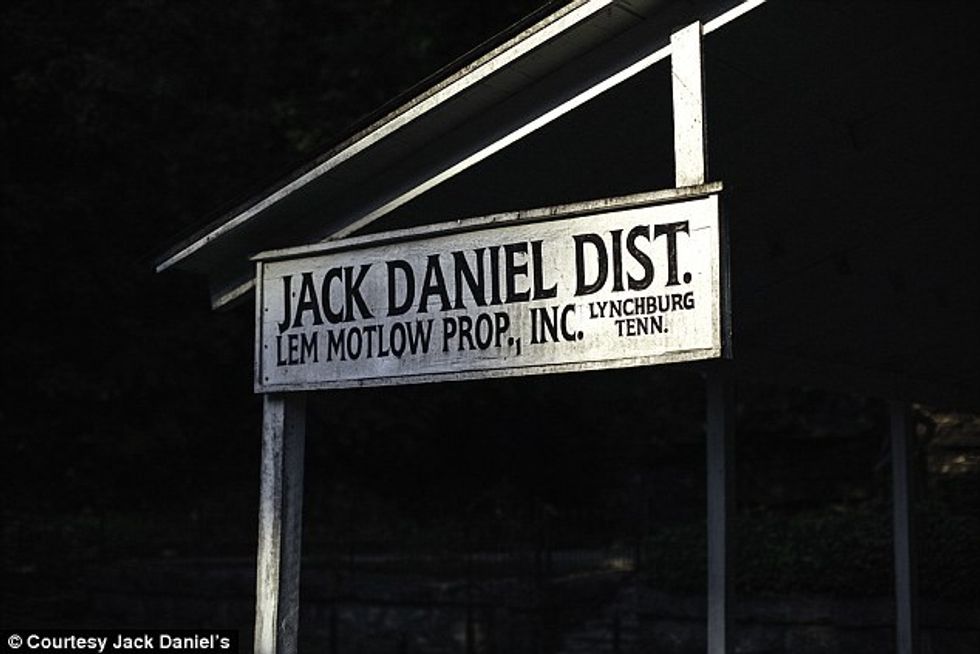 JACK DANIEL DIST.
LEM MOTLOW PROP., INC. LYNCHBURG
TENN.
© Courtesy Jack Daniel's